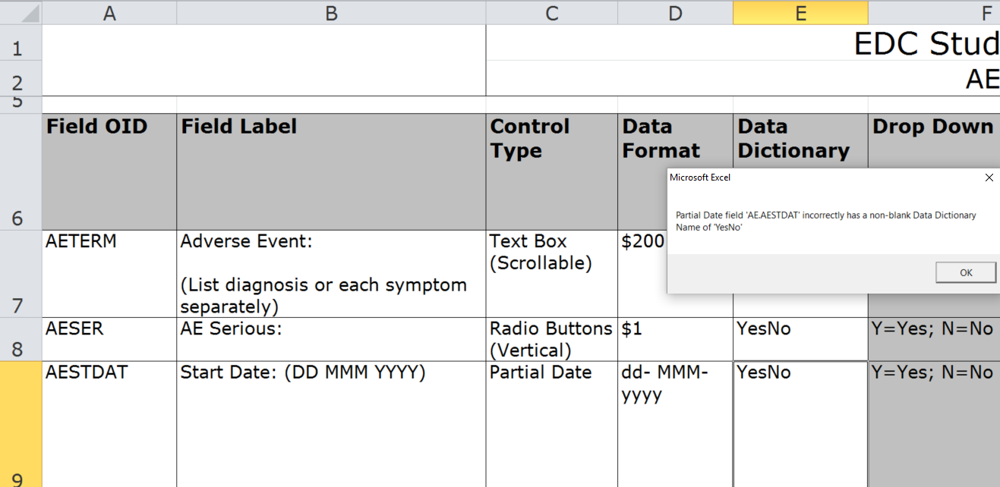 A B C D E F
1 EDC Stud
2 AE
5
Field OID Field Label Control Data Data Drop Down
Type Format Dictionary
6
Microsoft Excel
Partial Date field 'AE.AESTDAT' incorrectly has a non-blank Data Dictionary
Name of 'YesNo'
OK
AETERM Adverse Event: Text Box $200
(Scrollable)
(List diagnosis or each symptom
7 separately)
AESER AE Serious: Radio Buttons $1 YesNo Y=Yes; N=No
8 (Vertical)
AESTDAT Start Date: (DD MMM YYYY) Partial Date dd- MMM- YesNo Y=Yes; N=No
yyyy
9